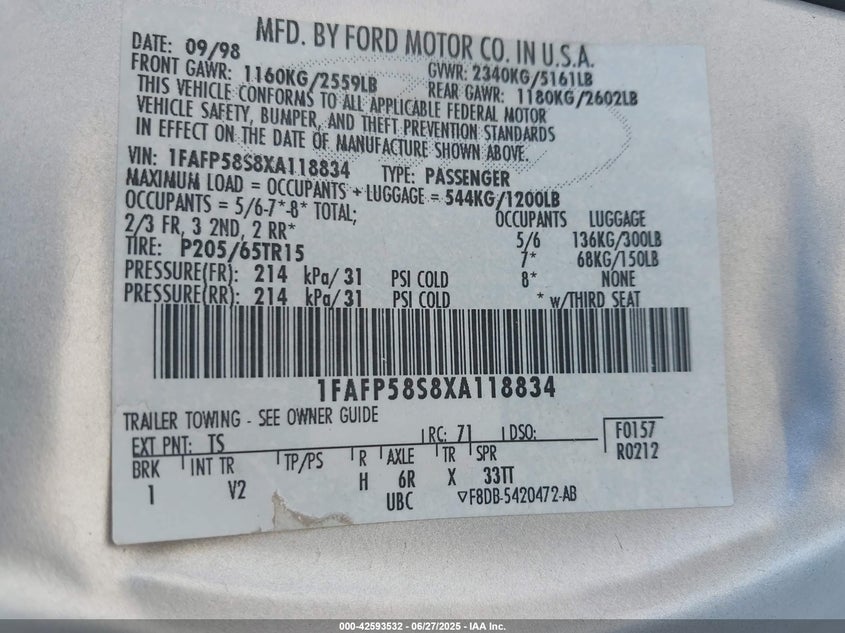 MFD. BY FORD MOTOR CO. IN U.S.A.
DATE: 09/98
GVWR: 2340KG/5161LB
FRONT GAWR: 1160KG/2559LB
REAR GAWR: 1180KG/2602LB
THIS VEHICLE CONFORMS TO ALL APPLICABLE FEDERAL MOTOR
VEHICLE SAFETY, BUMPER, AND THEFT PREVENTION STANDARDS
IN EFFECT ON THE DATE OF MANUFACTURE SHOWN ABOVE.
VIN: 1FAFP58S8XA118834 TYPE: PASSENGER
MAXIMUM LOAD = OCCUPANTS + LUGGAGE = 544KG/1200LB
OCCUPANTS = 5/6-7*-8* TOTAL; OCCUPANTS LUGGAGE
2/3 FR, 3 2ND, 2 RR* 5/6 136KG/300LB
TIRE: P205/65TR15 7* 68KG/150LB
PRESSURE(FR): 214 kPa/31 PSI COLD 8* NONE
PRESSURE(RR): 214 kPa/31 PSI COLD * w/THIRD SEAT
1FAFP58S8XA118834
TRAILER TOWING - SEE OWNER GUIDE
EXT PNT: TS RC: 71 DSO: F0157
R0212
BRK INT TR TP/PS R AXLE TR SPR
1 V2 H 6R X 33TT
UBC ▽F8DB-5420472-AB
000-42593532 - 06/27/2025 - IAA Inc.